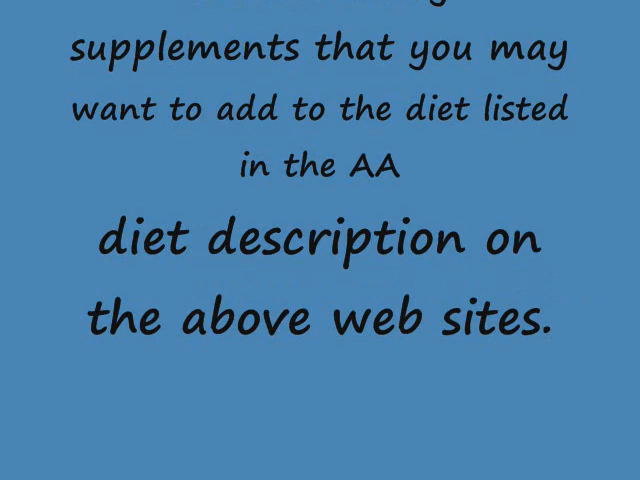 supplements that you may
want to add to the diet listed
in the AA
diet description on
the above web sites.